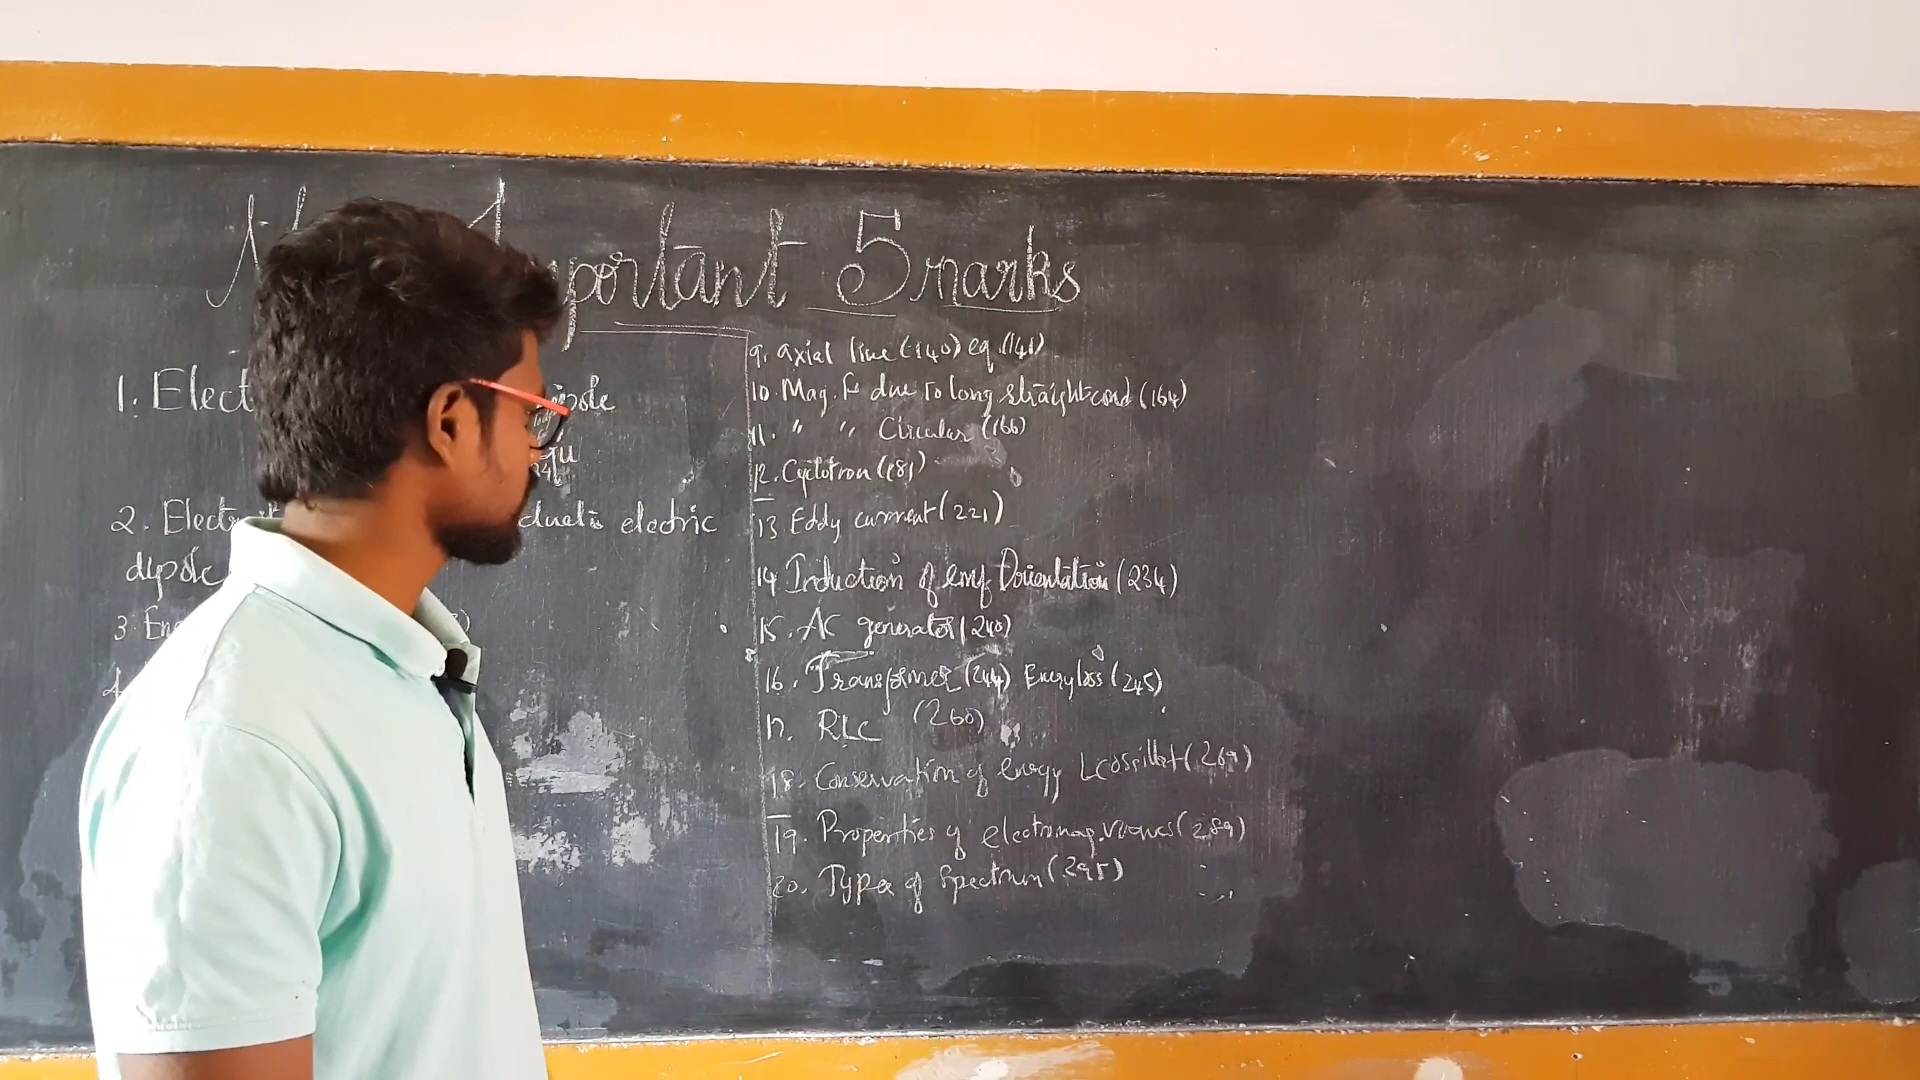 portant 5 marks
1. Elect
2. Elect
electric
dipole
3. En
4.
9. axial line (140) eq (141)
10. Mag. F due to long straight cond (164)
11. " " Circular (166)
12. Cyclotron (181)
13 Eddy current (221)
14 Induction of emf Orientation (234)
15. AC generator (240)
16. Transformer (244) Energy loss (245)
17. RLC (260)
18. Conservation of energy LC (269)
19. Properties of electromag. waves (289)
20. Types of Spectrum (295)